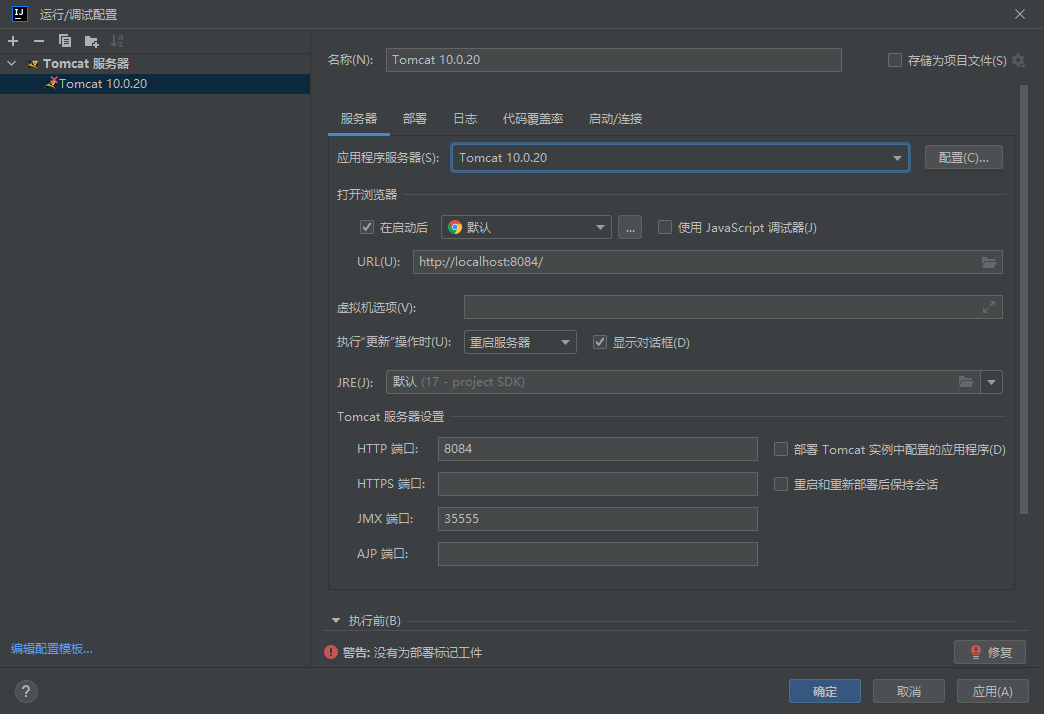 运行/调试配置
Tomcat 服务器
Tomcat 10.0.20
名称(N):
Tomcat 10.0.20
存储为项目文件(S)
服务器 部署 日志 代码覆盖率 启动/连接
应用程序服务器(S):
Tomcat 10.0.20
配置(C)...
打开浏览器
在启动后
默认
...
使用 JavaScript 调试器(J)
URL(U):
http://localhost:8084/
虚拟机选项(V):
执行“更新”操作时(U):
重启服务器
显示对话框(D)
JRE(J):
默认 (17 - project SDK)
Tomcat 服务器设置
HTTP 端口:
8084
部署 Tomcat 实例中配置的应用程序(D)
HTTPS 端口:
重启和重新部署后保持会话
JMX 端口:
35555
AJP 端口:
执行前(B)
编辑配置模板...
警告: 没有为部署标记工件
修复
?
确定
取消
应用(A)